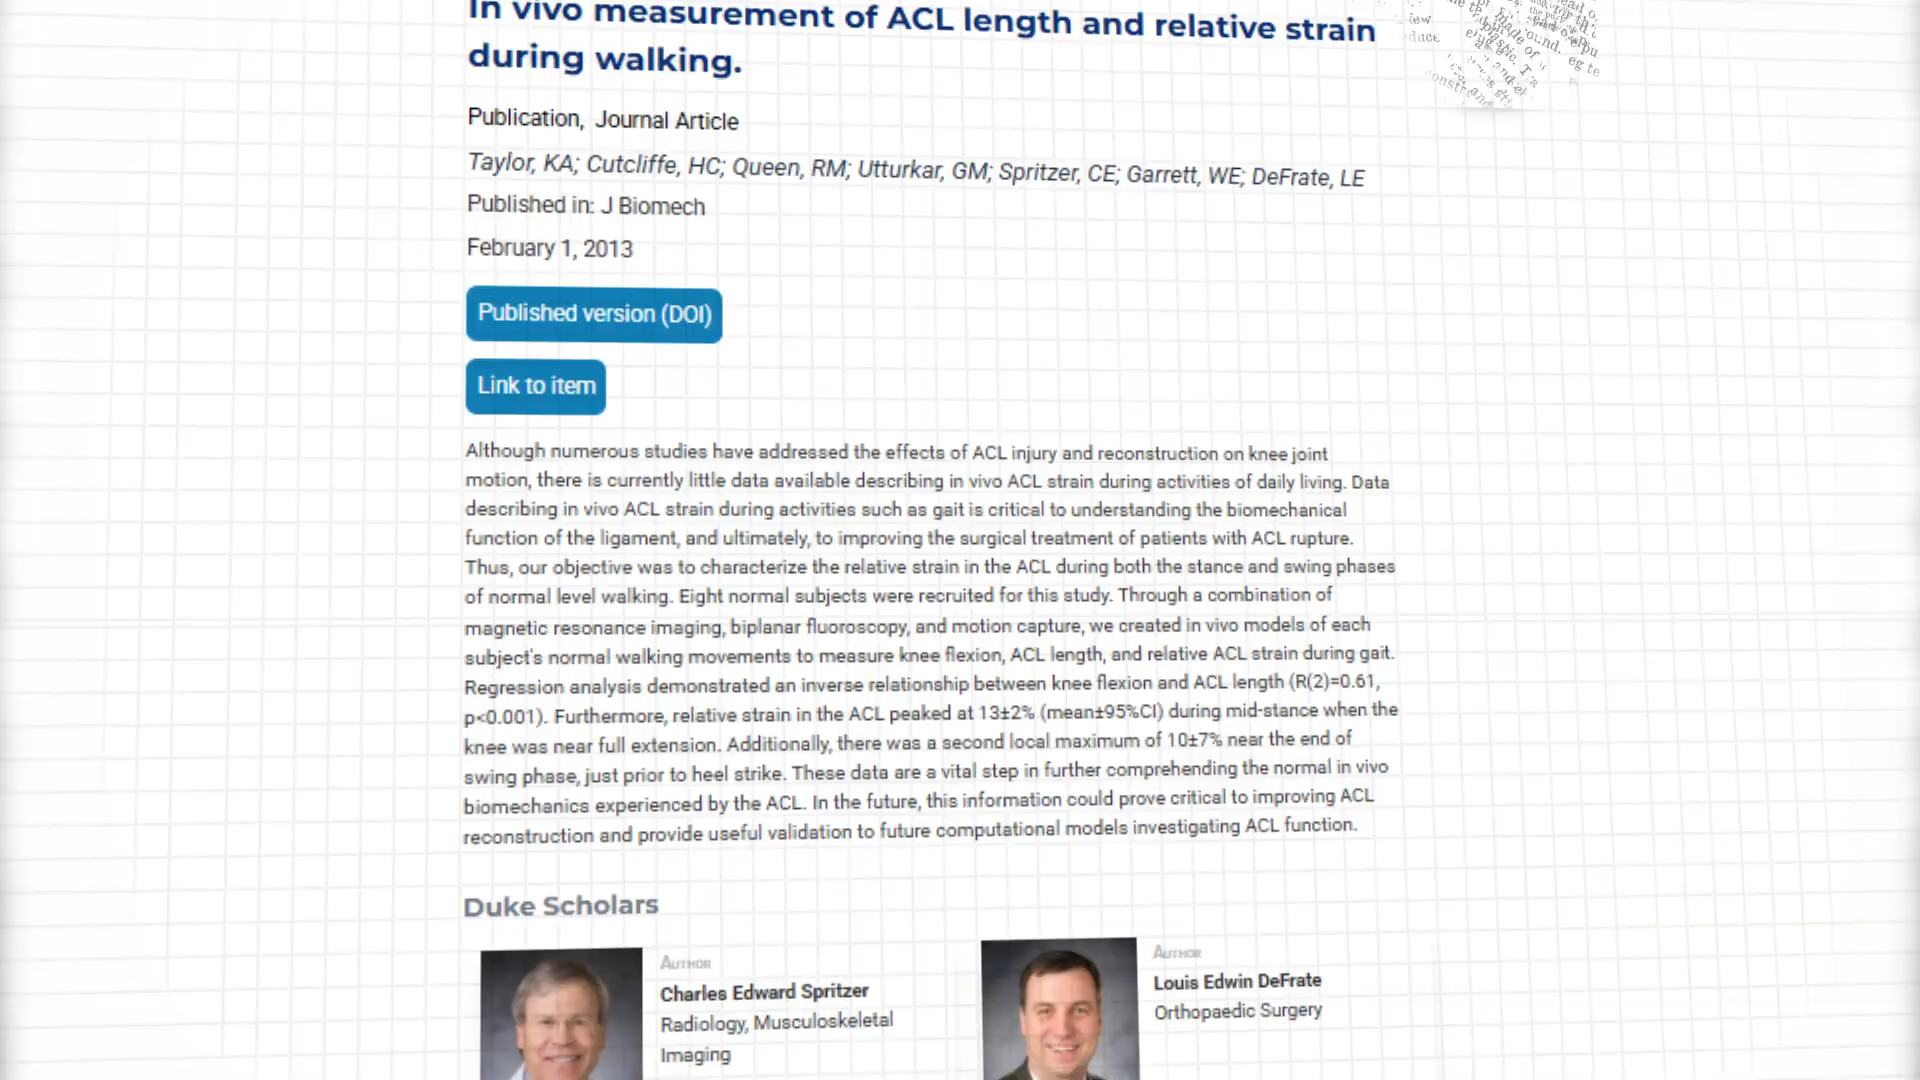 In vivo measurement of ACL length and relative strain
during walking.
Publication, Journal Article
Taylor, KA; Cutcliffe, HC; Queen, RM; Utturkar, GM; Spritzer, CE; Garrett, WE; DeFrate, LE
Published in: J Biomech
February 1, 2013
Published version (DOI)
Link to item
Although numerous studies have addressed the effects of ACL injury and reconstruction on knee joint
motion, there is currently little data available describing in vivo ACL strain during activities of daily living. Data
describing in vivo ACL strain during activities such as gait is critical to understanding the biomechanical
function of the ligament, and ultimately, to improving the surgical treatment of patients with ACL rupture.
Thus, our objective was to characterize the relative strain in the ACL during both the stance and swing phases
of normal level walking. Eight normal subjects were recruited for this study. Through a combination of
magnetic resonance imaging, biplanar fluoroscopy, and motion capture, we created in vivo models of each
subject's normal walking movements to measure knee flexion, ACL length, and relative ACL strain during gait.
Regression analysis demonstrated an inverse relationship between knee flexion and ACL length (R(2)=0.61,
p<0.001). Furthermore, relative strain in the ACL peaked at 13±2% (mean±95%CI) during mid-stance when the
knee was near full extension. Additionally, there was a second local maximum of 10±7% near the end of
swing phase, just prior to heel strike. These data are a vital step in further comprehending the normal in vivo
biomechanics experienced by the ACL. In the future, this information could prove critical to improving ACL
reconstruction and provide useful validation to future computational models investigating ACL function.
Duke Scholars
Author
Charles Edward Spritzer
Radiology, Musculoskeletal
Imaging
Author
Louis Edwin DeFrate
Orthopaedic Surgery